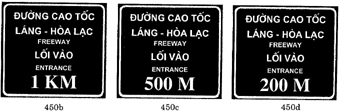 ĐƯỜNG CAO TỐC
LÁNG - HÒA LẠC
FREEWAY
LỐI VÀO
ENTRANCE
1 KM
450b
ĐƯỜNG CAO TỐC
LÁNG - HÒA LẠC
FREEWAY
LỐI VÀO
ENTRANCE
500 M
450c
ĐƯỜNG CAO TỐC
LÁNG - HÒA LẠC
FREEWAY
LỐI VÀO
ENTRANCE
200 M
450d